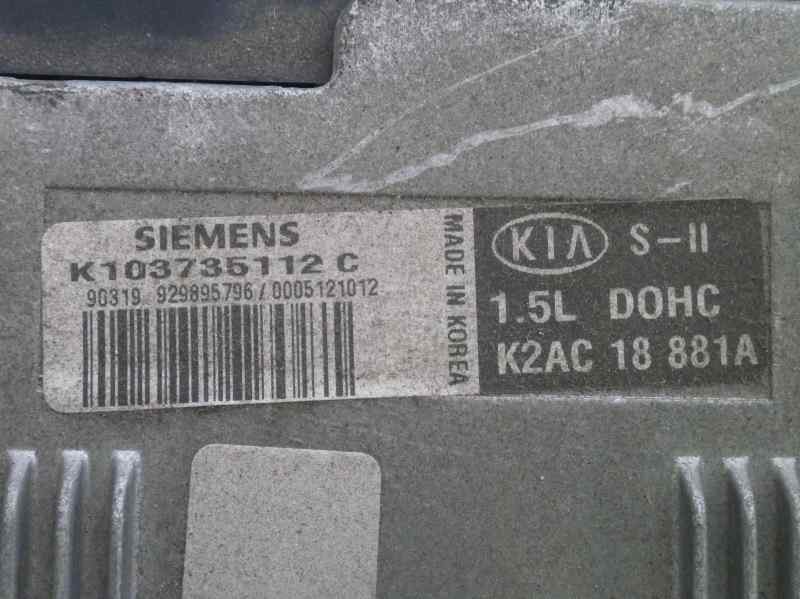 SIEMENS
K103735112 C
90319 929895796/0005121012
MADE IN KOREA
KIA S-II
1.5L DOHC
K2AC 18 881A